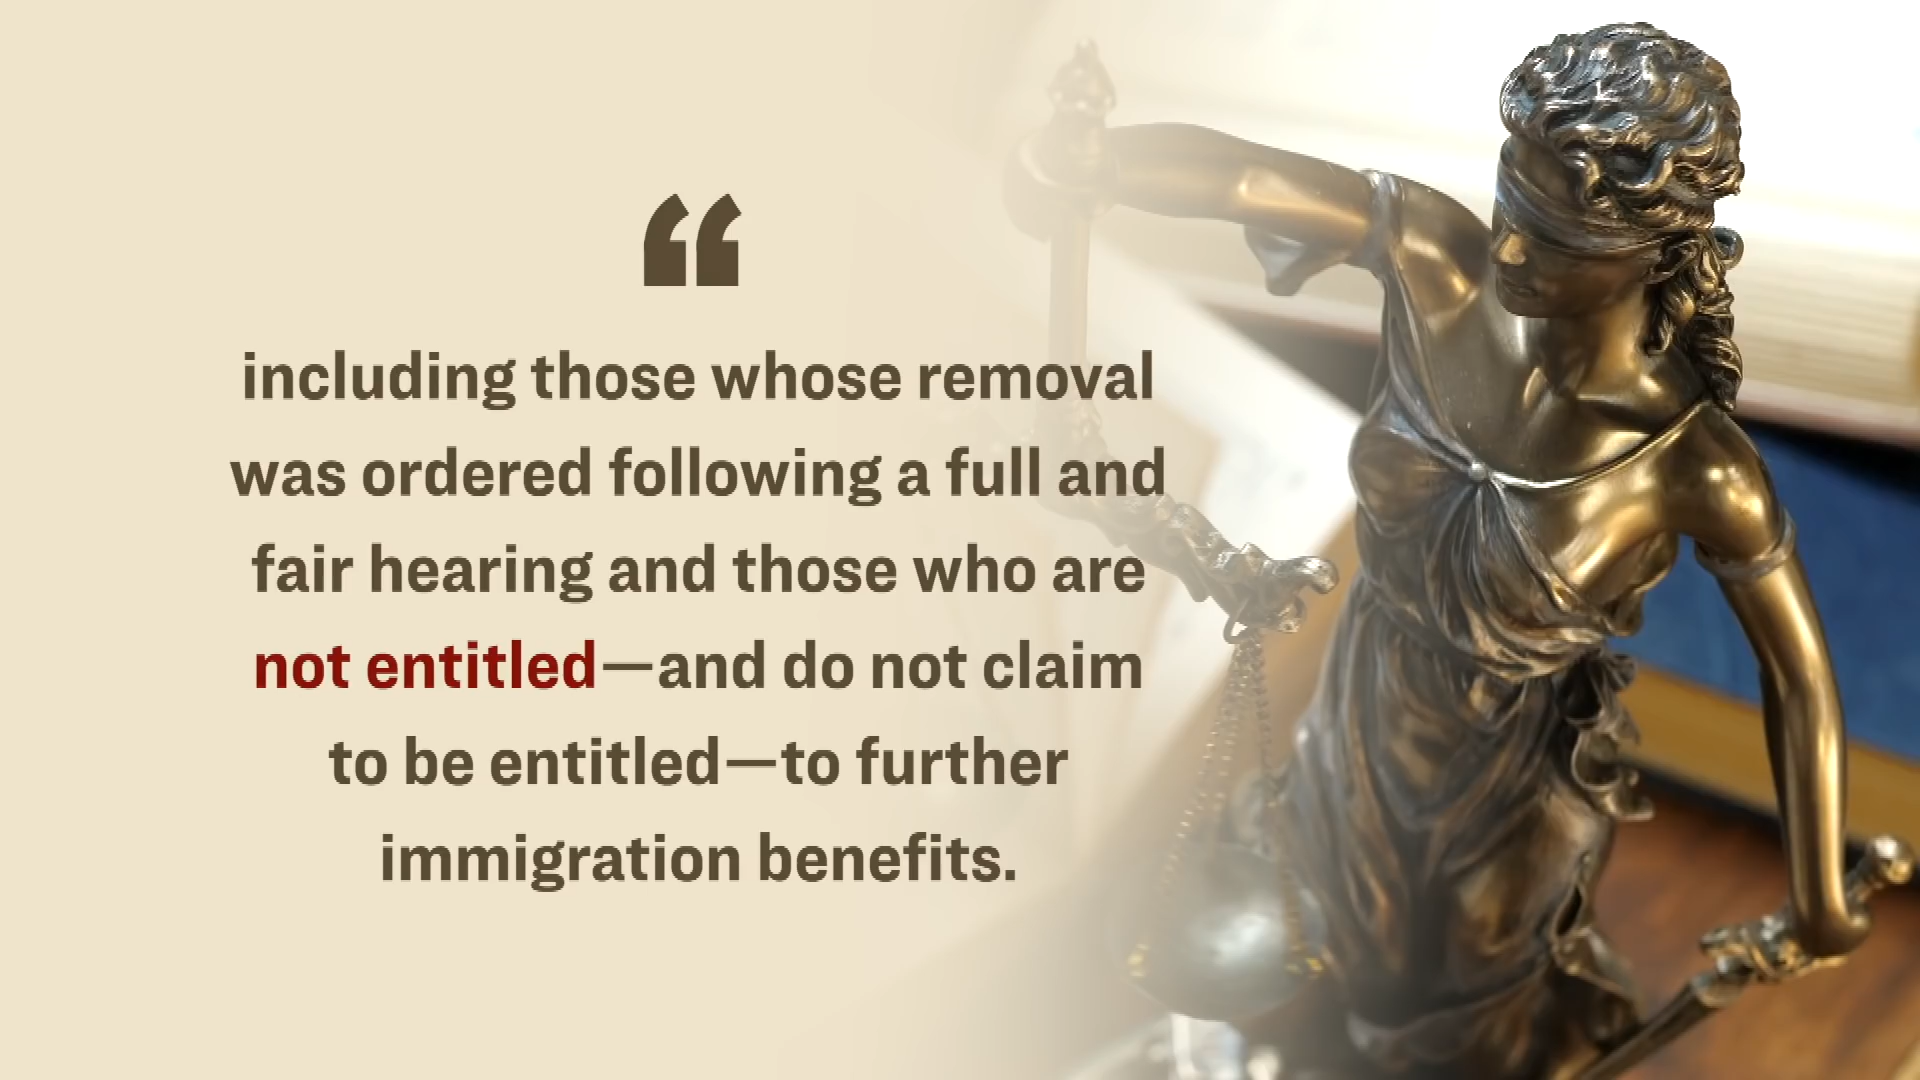 “
including those whose removal
was ordered following a full and
fair hearing and those who are
not entitled—and do not claim
to be entitled—to further
immigration benefits.